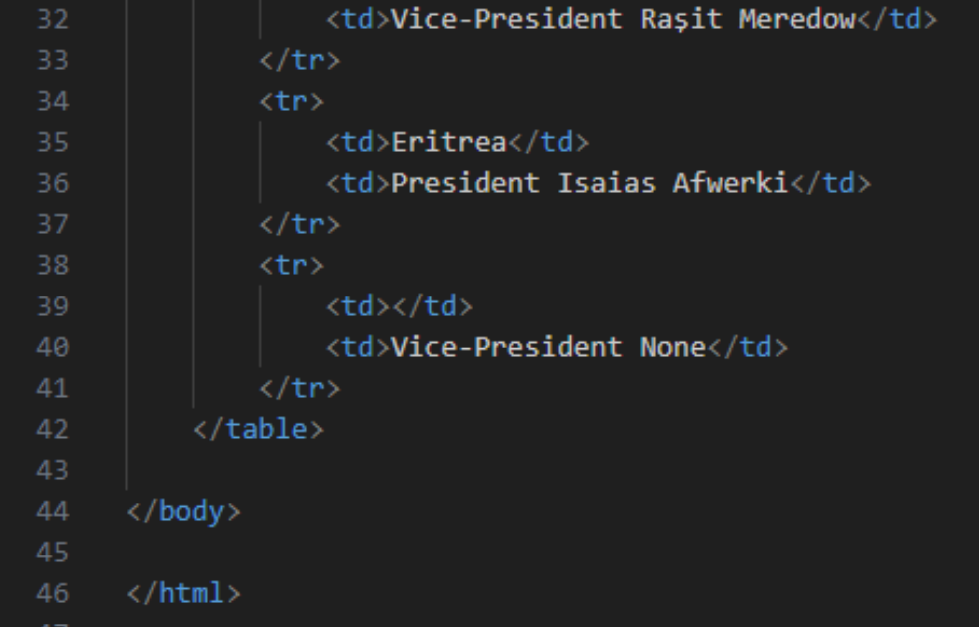 32 <td>Vice-President Raşit Meredow</td>
33 </tr>
34 <tr>
35 <td>Eritrea</td>
36 <td>President Isaias Afwerki</td>
37 </tr>
38 <tr>
39 <td></td>
40 <td>Vice-President None</td>
41 </tr>
42 </table>
43
44 </body>
45
46 </html>